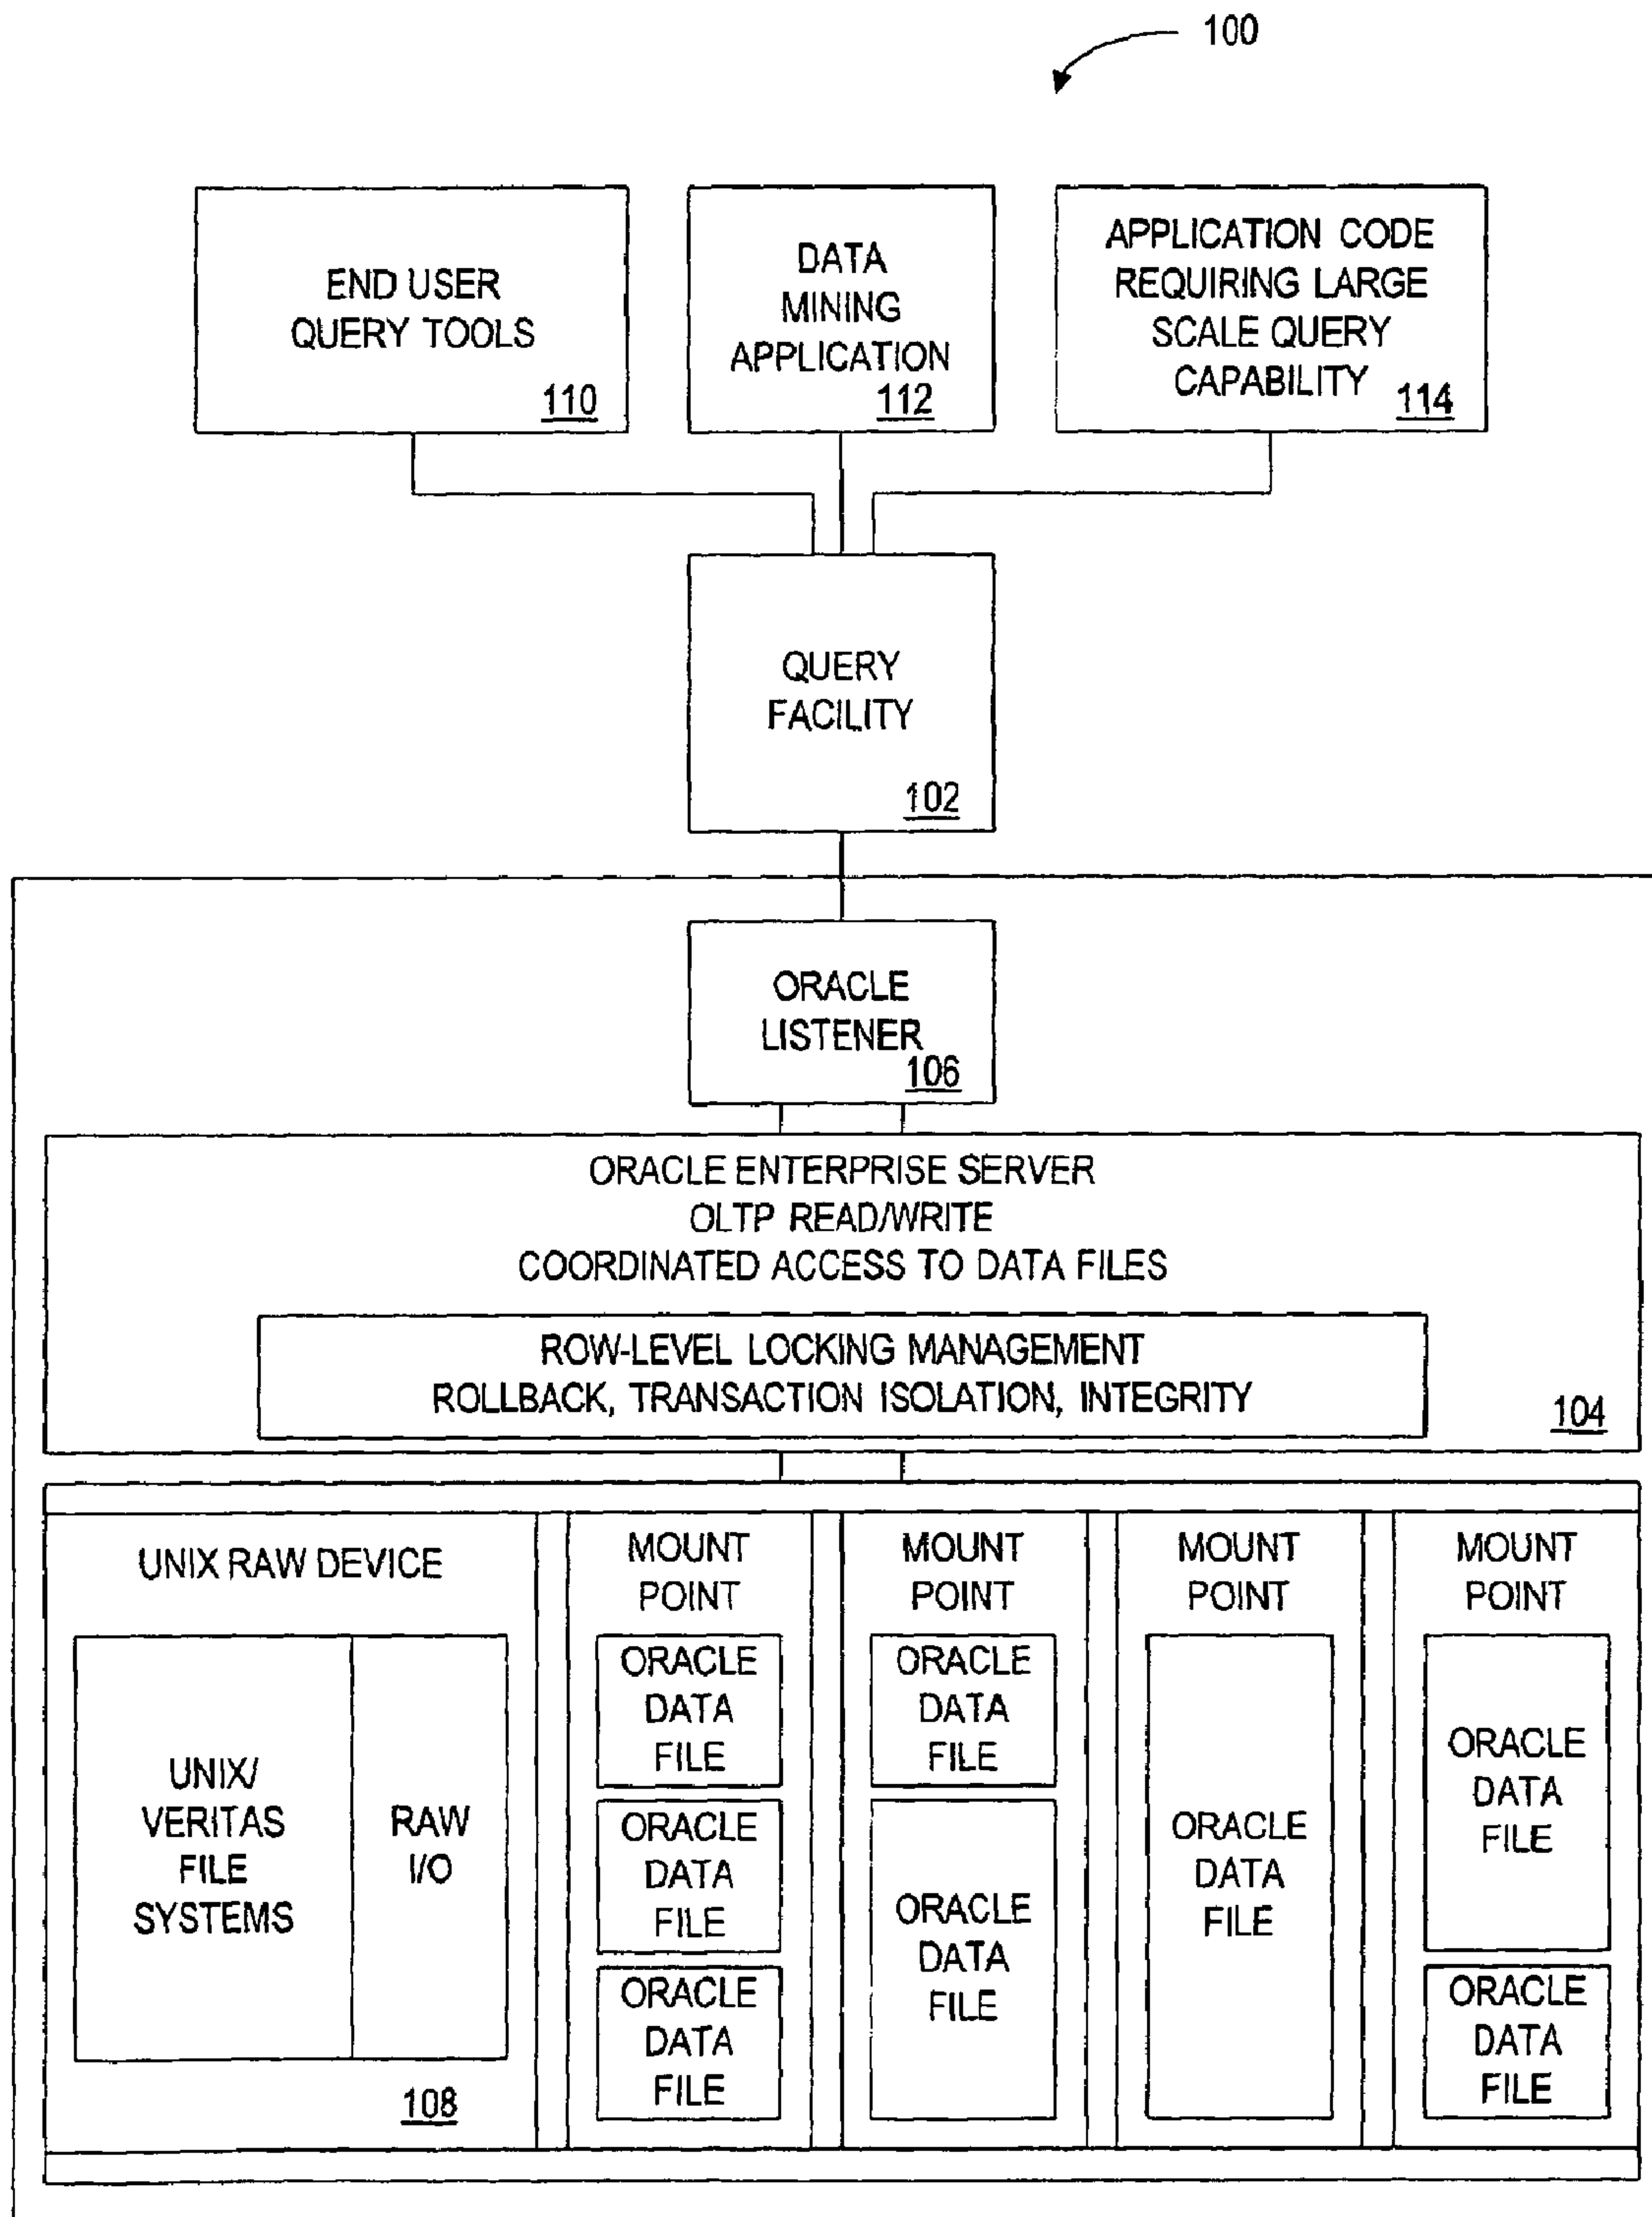 100
END USER
QUERY TOOLS
110
DATA
MINING
APPLICATION
112
APPLICATION CODE
REQUIRING LARGE
SCALE QUERY
CAPABILITY
114
QUERY
FACILITY
102
ORACLE
LISTENER
106
ORACLE ENTERPRISE SERVER
OLTP READ/WRITE
COORDINATED ACCESS TO DATA FILES
ROW-LEVEL LOCKING MANAGEMENT
ROLLBACK, TRANSACTION ISOLATION, INTEGRITY
104
UNIX RAW DEVICE
UNIX/
VERITAS
FILE
SYSTEMS
RAW
I/O
108
MOUNT
POINT
ORACLE
DATA
FILE
ORACLE
DATA
FILE
ORACLE
DATA
FILE
MOUNT
POINT
ORACLE
DATA
FILE
ORACLE
DATA
FILE
MOUNT
POINT
ORACLE
DATA
FILE
MOUNT
POINT
ORACLE
DATA
FILE
ORACLE
DATA
FILE